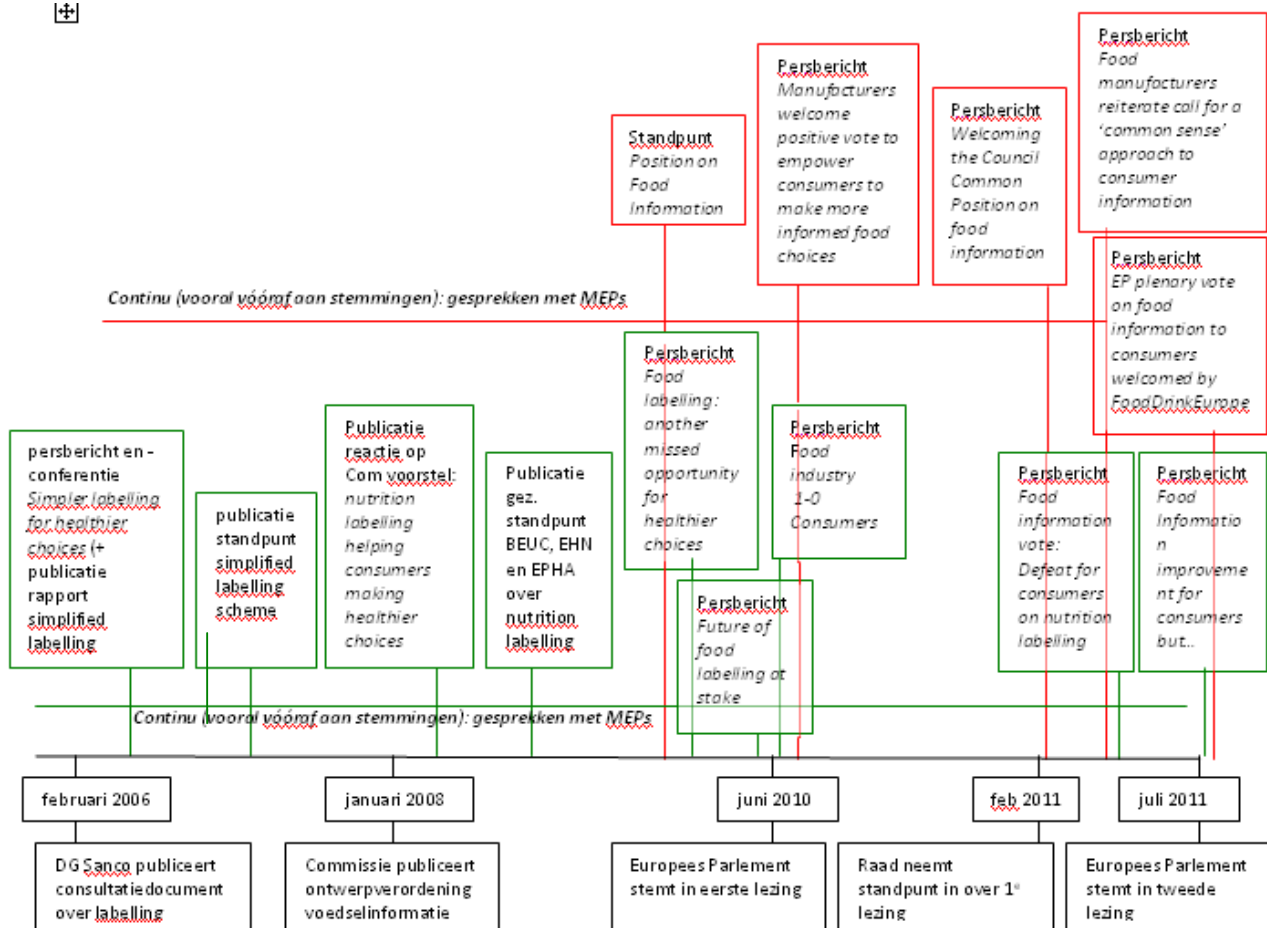 Persbericht
Food
manufacturers
reiterate call for a
‘common sense’
approach to
consumer
information
Persbericht
Manufacturers
welcome
positive vote to
empower
consumers to
make more
informed food
choices
Persbericht
Welcoming
the Council
Common
Position on
food
information
Standpunt
Position on
Food
Information
Persbericht
EP plenary vote
on food
information to
consumers
welcomed by
FoodDrinkEurope
Continu (vooral vóóraf aan stemmingen): gesprekken met MEPs
persbericht en -
conferentie
Simpler labelling
for healthier
choices (+
publicatie
rapport
simplified
labelling
publicatie
standpunt
simplified
labelling
scheme
Publicatie
reactie op
Com voorstel:
nutrition
labelling
helping
consumers
making
healthier
choices
Publicatie
gez.
standpunt
BEUC, EHN
en EPHA
over
nutrition
labelling
Persbericht
Food
labelling:
another
missed
opportunity
for
healthier
choices
Persbericht
Food
industry
1-0
Consumers
Persbericht
Future of
food
labelling at
stake
Persbericht
Food
information
vote:
Defeat for
consumers
on nutrition
labelling
Persbericht
Food
Informatio
n
improveme
nt for
consumers
but...
Continu (vooral vóóraf aan stemmingen): gesprekken met MEPs
februari 2006
januari 2008
juni 2010
feb 2011
juli 2011
DG Sanco publiceert
consultatiedocument
over labelling
Commissie publiceert
ontwerpverordening
voedselinformatie
Europees Parlement
stemt in eerste lezing
Raad neemt
standpunt in over 1e
lezing
Europees Parlement
stemt in tweede
lezing